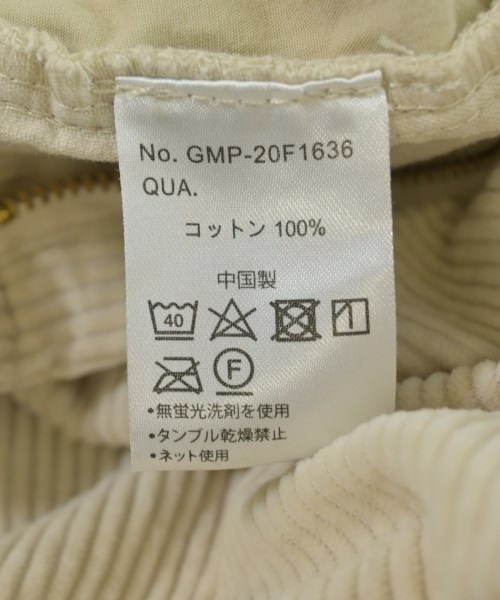 No. GMP-20F1636
QUA.
コットン 100%
中国製
40
F
•無蛍光洗剤を使用
•タンブル乾燥禁止
•ネット使用